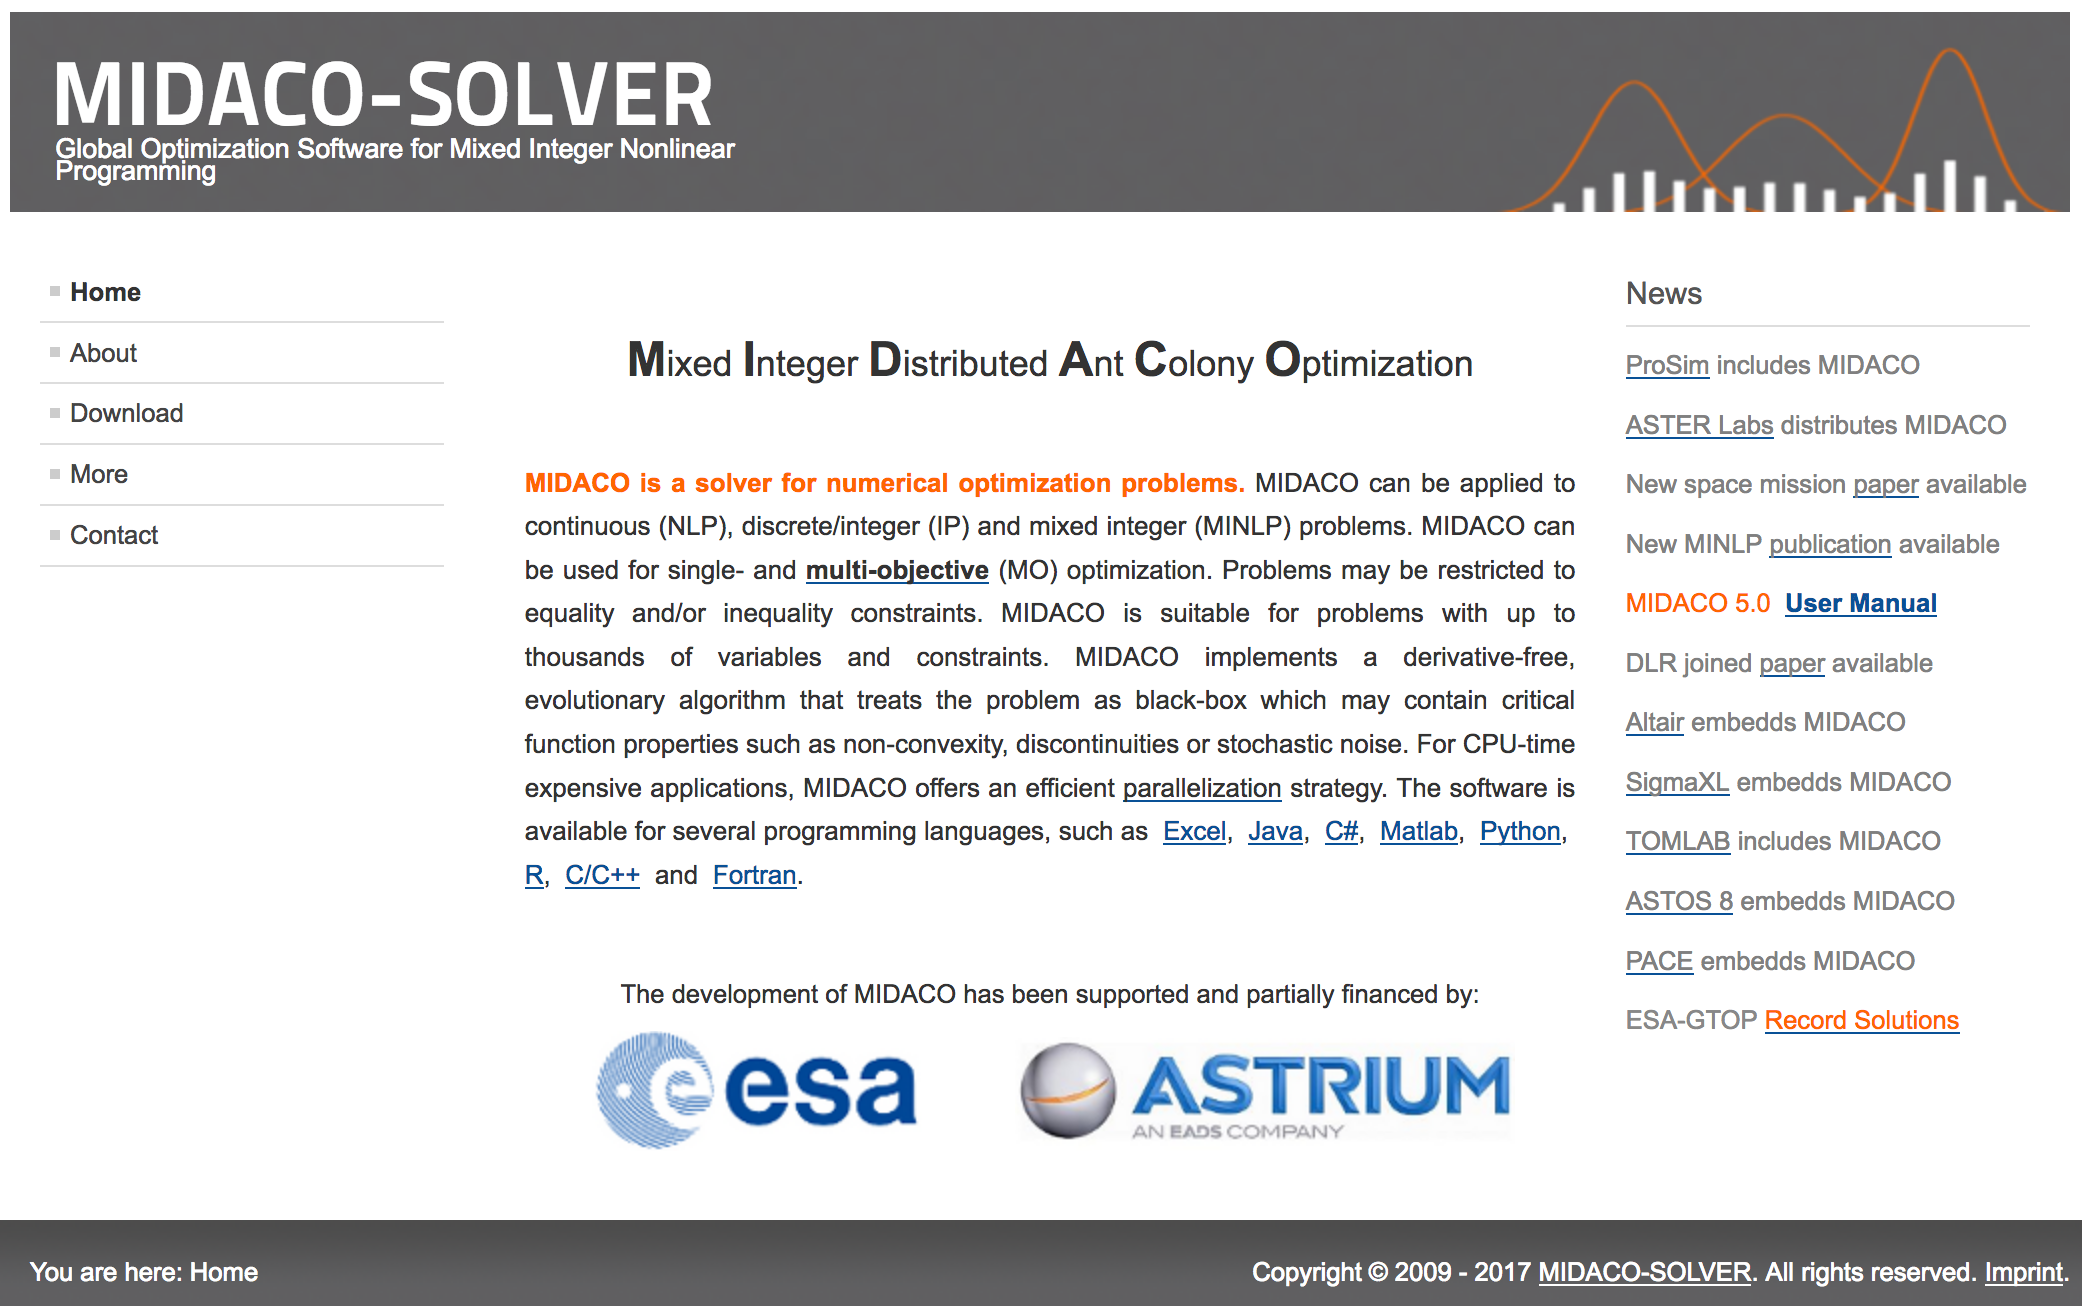 MIDACO-SOLVER
Global Optimization Software for Mixed Integer Nonlinear
Programming
Home
About
Download
More
Contact
Mixed Integer Distributed Ant Colony Optimization
MIDACO is a solver for numerical optimization problems. MIDACO can be applied to
continuous (NLP), discrete/integer (IP) and mixed integer (MINLP) problems. MIDACO can
be used for single- and multi-objective (MO) optimization. Problems may be restricted to
equality and/or inequality constraints. MIDACO is suitable for problems with up to
thousands of variables and constraints. MIDACO implements a derivative-free,
evolutionary algorithm that treats the problem as black-box which may contain critical
function properties such as non-convexity, discontinuities or stochastic noise. For CPU-time
expensive applications, MIDACO offers an efficient parallelization strategy. The software is
available for several programming languages, such as Excel, Java, C#, Matlab, Python,
R, C/C++ and Fortran.
The development of MIDACO has been supported and partially financed by:
esa
ASTRIUM
AN EADS COMPANY
News
ProSim includes MIDACO
ASTER Labs distributes MIDACO
New space mission paper available
New MINLP publication available
MIDACO 5.0 User Manual
DLR joined paper available
Altair embedds MIDACO
SigmaXL embedds MIDACO
TOMLAB includes MIDACO
ASTOS 8 embedds MIDACO
PACE embedds MIDACO
ESA-GTOP Record Solutions
You are here: Home
Copyright © 2009 - 2017 MIDACO-SOLVER. All rights reserved. Imprint.